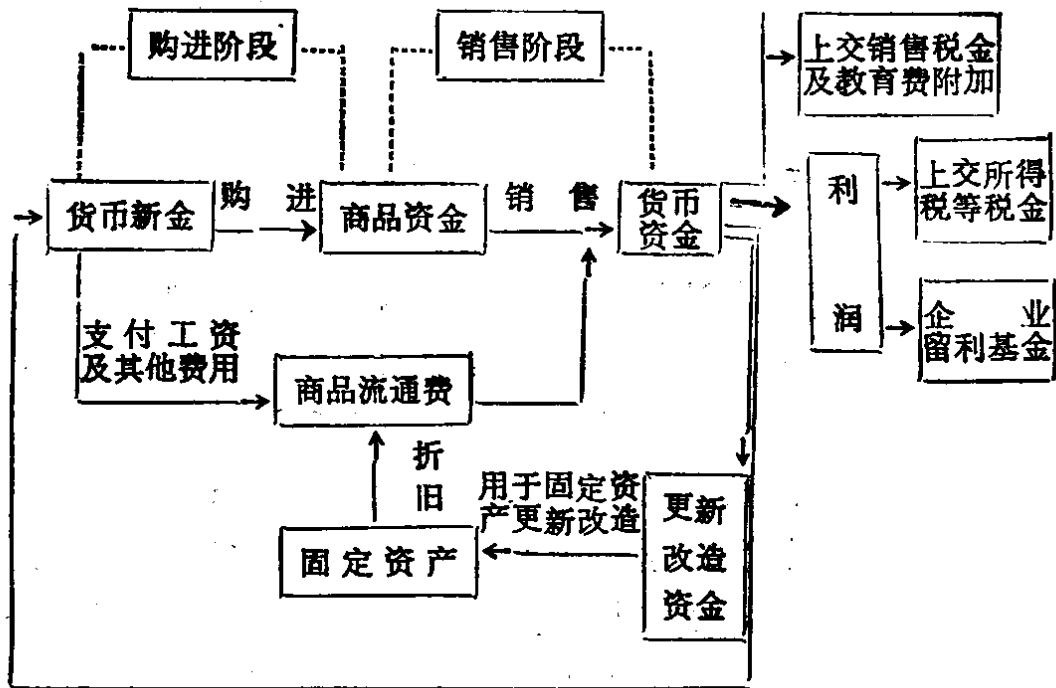 购进阶段
销售阶段
上交销售税金
及教育费附加
货币新金
购进
商品资金
销售
货币
资金
利润
上交所得
税等税金
企业
留利基金
支付工资
及其他费用
商品流通费
折旧
用于固定资
产更新改造
固定资产
更新
改造
资金